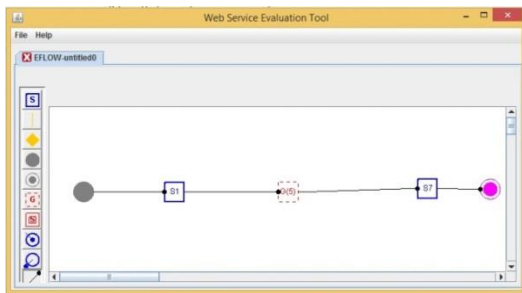 Web Service Evaluation Tool
File Help
EFLOW-untitled0
S
S1
G(5)
S7
G